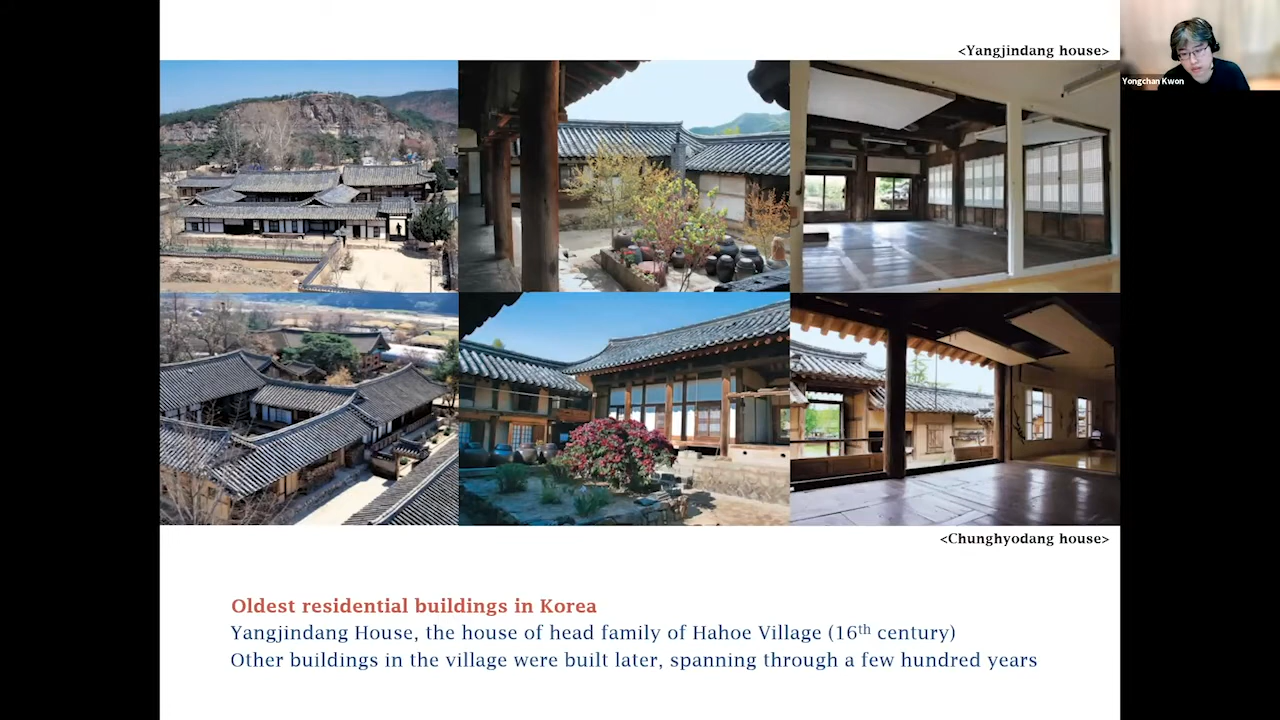 <Yangjindang house>
Yongchan Kwon
<Chunghyodang house>
Oldest residential buildings in Korea
Yangjindang House, the house of head family of Hahoe Village (16th century)
Other buildings in the village were built later, spanning through a few hundred years